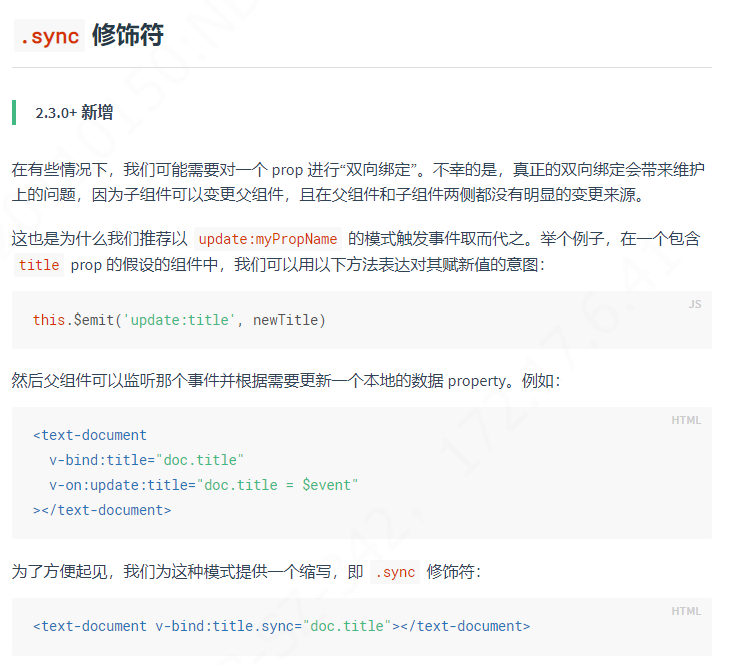 .sync 修饰符
2.3.0+ 新增
在有些情况下，我们可能需要对一个 prop 进行“双向绑定”。不幸的是，真正的双向绑定会带来维护
上的问题，因为子组件可以变更父组件，且在父组件和子组件两侧都没有明显的变更来源。
这也是为什么我们推荐以 update:myPropName 的模式触发事件取而代之。举个例子，在一个包含
title prop 的假设的组件中，我们可以用以下方法表达对其赋新值的意图：
JS
this.$emit('update:title', newTitle)
然后父组件可以监听那个事件并根据需要更新一个本地的数据 property。例如：
HTML
<text-document
  v-bind:title="doc.title"
  v-on:update:title="doc.title = $event"
></text-document>
为了方便起见，我们为这种模式提供一个缩写，即 .sync 修饰符：
HTML
<text-document v-bind:title.sync="doc.title"></text-document>